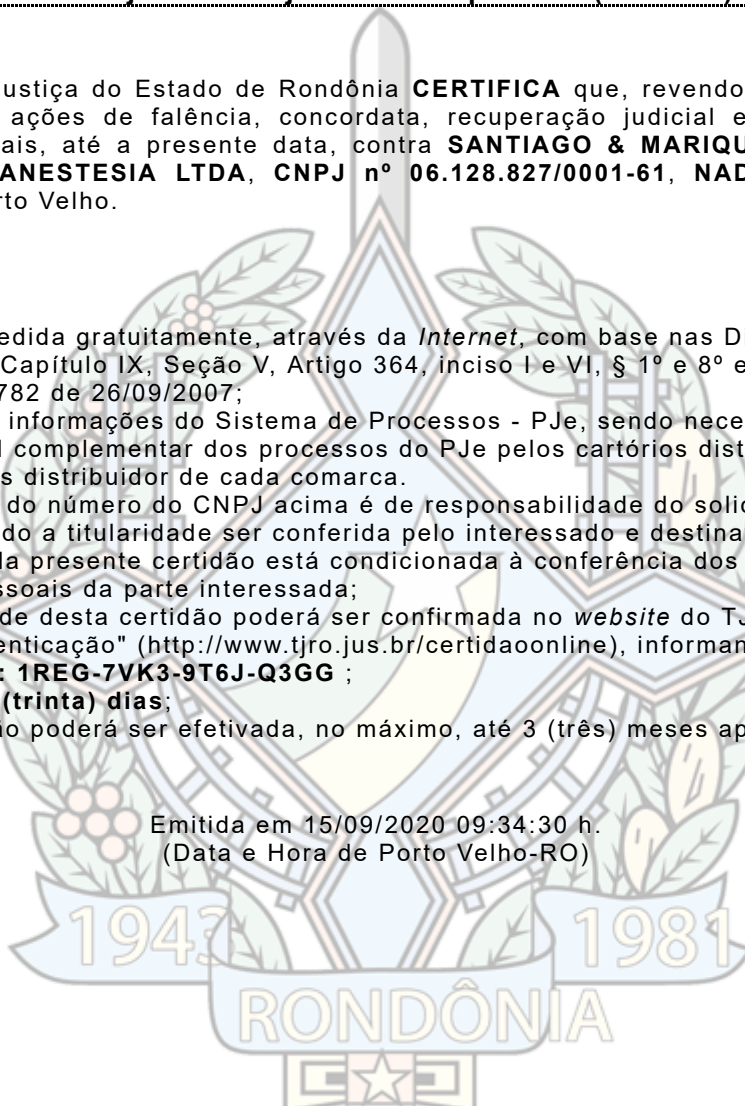 ustiça do Estado de Rondônia CERTIFICA que, revendo
ações de falência, concordata, recuperação judicial e
ais, até a presente data, contra SANTIAGO & MARIQU
ANESTESIA LTDA, CNPJ nº 06.128.827/0001-61, NAD
rto Velho.
edida gratuitamente, através da Internet, com base nas D
Capítulo IX, Seção V, Artigo 364, inciso I e VI, § 1º e 8º e
782 de 26/09/2007;
informações do Sistema de Processos - PJe, sendo nece
l complementar dos processos do PJe pelos cartórios dist
s distribuidor de cada comarca.
do número do CNPJ acima é de responsabilidade do solic
do a titularidade ser conferida pelo interessado e destina
da presente certidão está condicionada à conferência dos
ssoais da parte interessada;
de desta certidão poderá ser confirmada no website do TJ
enticação" (http://www.tjro.jus.br/certidaoonline), informan
: 1REG-7VK3-9T6J-Q3GG ;
(trinta) dias;
ão poderá ser efetivada, no máximo, até 3 (três) meses ap
Emitida em 15/09/2020 09:34:30 h.
(Data e Hora de Porto Velho-RO)
1943 1981
RONDÔNIA